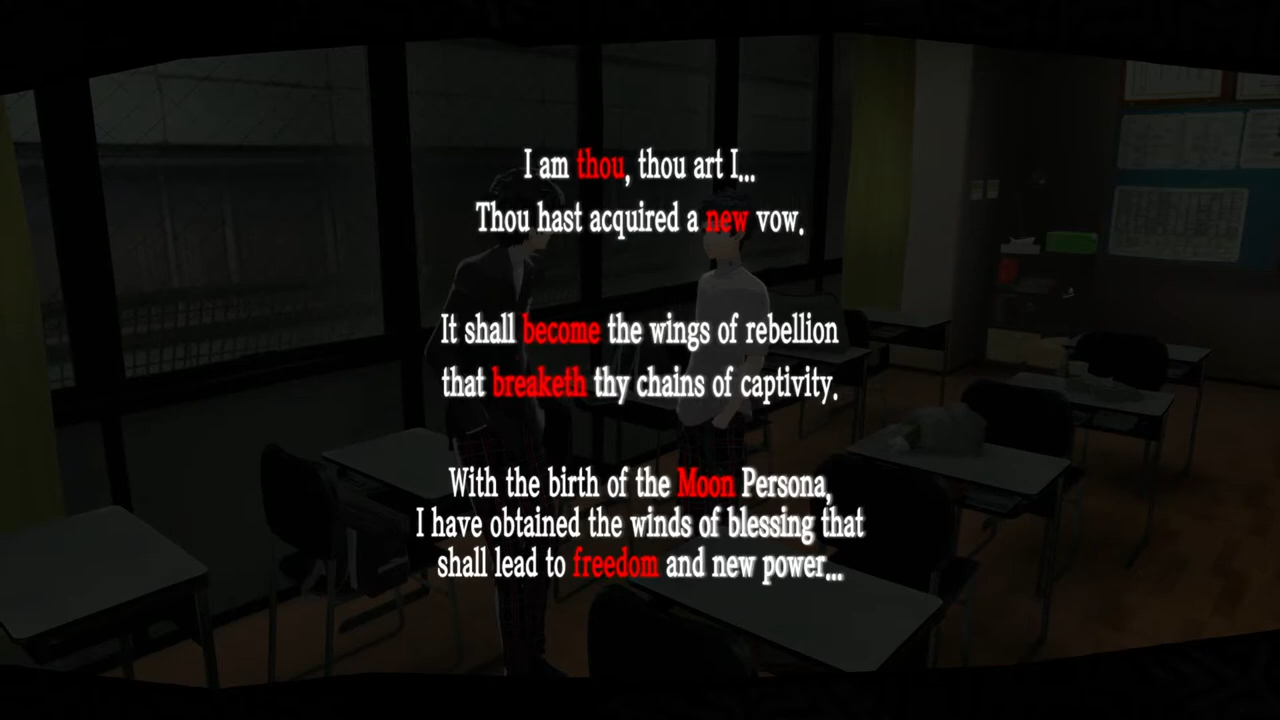 I am thou, thou art I...
Thou hast acquired a new vow.
It shall become the wings of rebellion
that breaketh thy chains of captivity.
With the birth of the Moon Persona,
I have obtained the winds of blessing that
shall lead to freedom and new power...